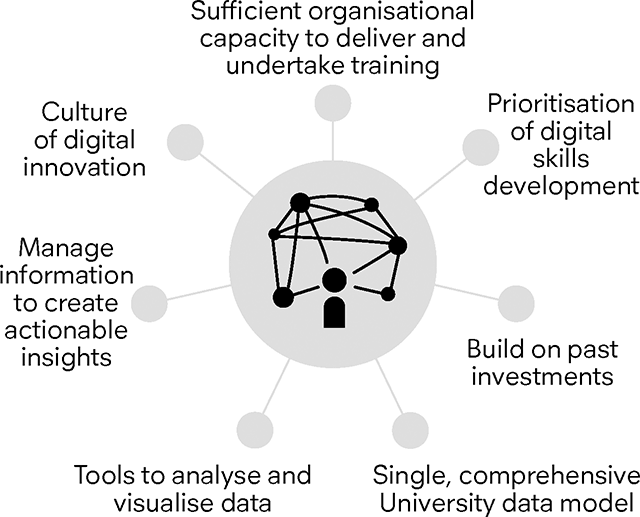 Sufficient organisational
capacity to deliver and
undertake training
Culture
of digital
innovation
Prioritisation
of digital
skills
development
Manage
information
to create
actionable
insights
Build on past
investments
Tools to analyse and
visualise data
Single, comprehensive
University data model